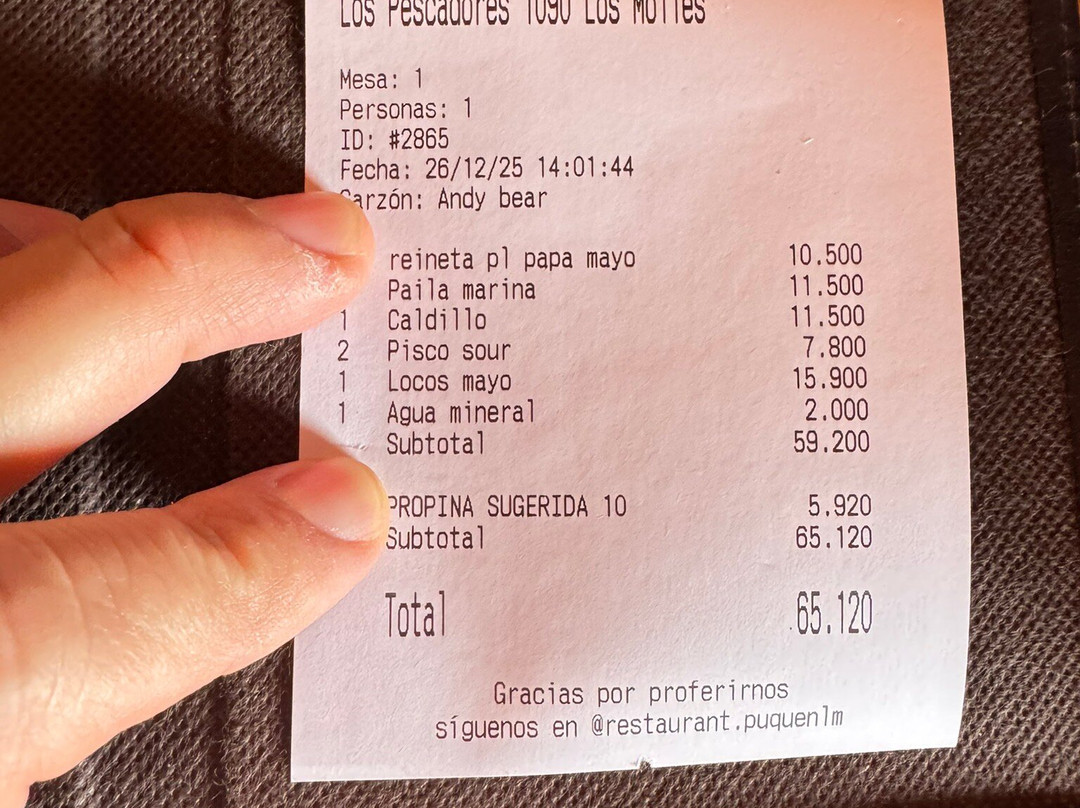 Los Pescadores 1090 Los Molles
Mesa: 1
Personas: 1
ID: #2865
Fecha: 26/12/25 14:01:44
Garzón: Andy bear
reineta pl papa mayo 10.500
Paila marina 11.500
1 Caldillo 11.500
2 Pisco sour 7.800
1 Locos mayo 15.900
1 Agua mineral 2.000
Subtotal 59.200
PROPINA SUGERIDA 10 5.920
Subtotal 65.120
Total 65.120
Gracias por proferirnos
síguenos en @restaurant.puquenlm